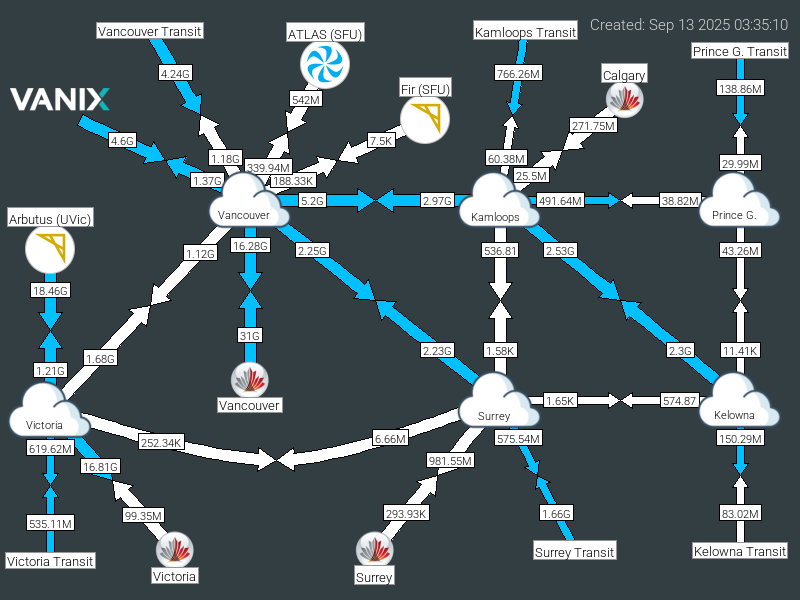 Created: Sep 13 2025 03:35:10
Vancouver Transit
ATLAS (SFU)
Kamloops Transit
Prince G. Transit
4.24G
766.26M
Calgary
138.86M
Fir (SFU)
VANIX
542M
271.75M
4.6G
7.5K
1.18G
60.38M
29.99M
339.94M
25.5M
1.37G
188.33K
5.2G
2.97G
491.64M
38.82M
Vancouver
Kamloops
Prince G.
Arbutus (UVic)
16.28G
2.25G
536.81
2.53G
43.26M
1.12G
18.46G
31G
2.23G
1.58K
2.3G
11.41K
1.68G
1.21G
Vancouver
1.65K
574.87
Victoria
Surrey
Kelowna
252.34K
6.66M
575.54M
150.29M
619.62M
981.55M
16.81G
99.35M
293.93K
1.66G
83.02M
535.11M
Victoria Transit
Surrey Transit
Kelowna Transit
Victoria
Surrey